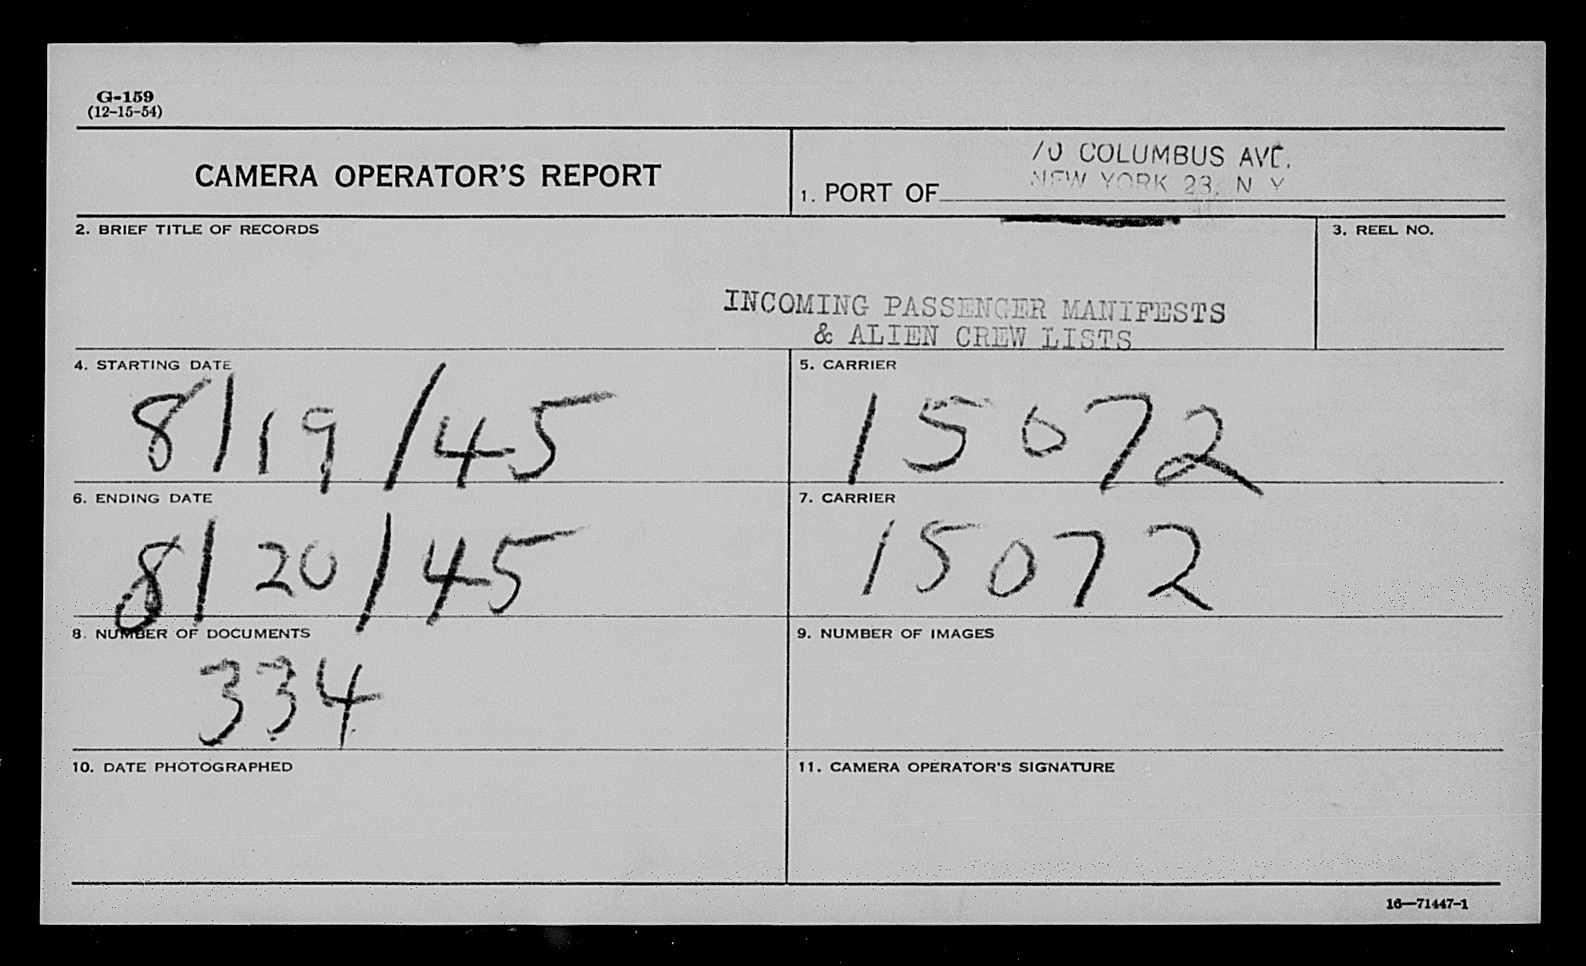 G-159
(12-15-54)
CAMERA OPERATOR'S REPORT
70 COLUMBUS AVE.
NEW YORK 23, N Y
1. PORT OF
2. BRIEF TITLE OF RECORDS
3. REEL NO.
INCOMING PASSENGER MANIFESTS
& ALIEN CREW LISTS
4. STARTING DATE
8/19/45
5. CARRIER
15072
6. ENDING DATE
8/20/45
7. CARRIER
15072
8. NUMBER OF DOCUMENTS
334
9. NUMBER OF IMAGES
10. DATE PHOTOGRAPHED
11. CAMERA OPERATOR'S SIGNATURE
16—71447-1